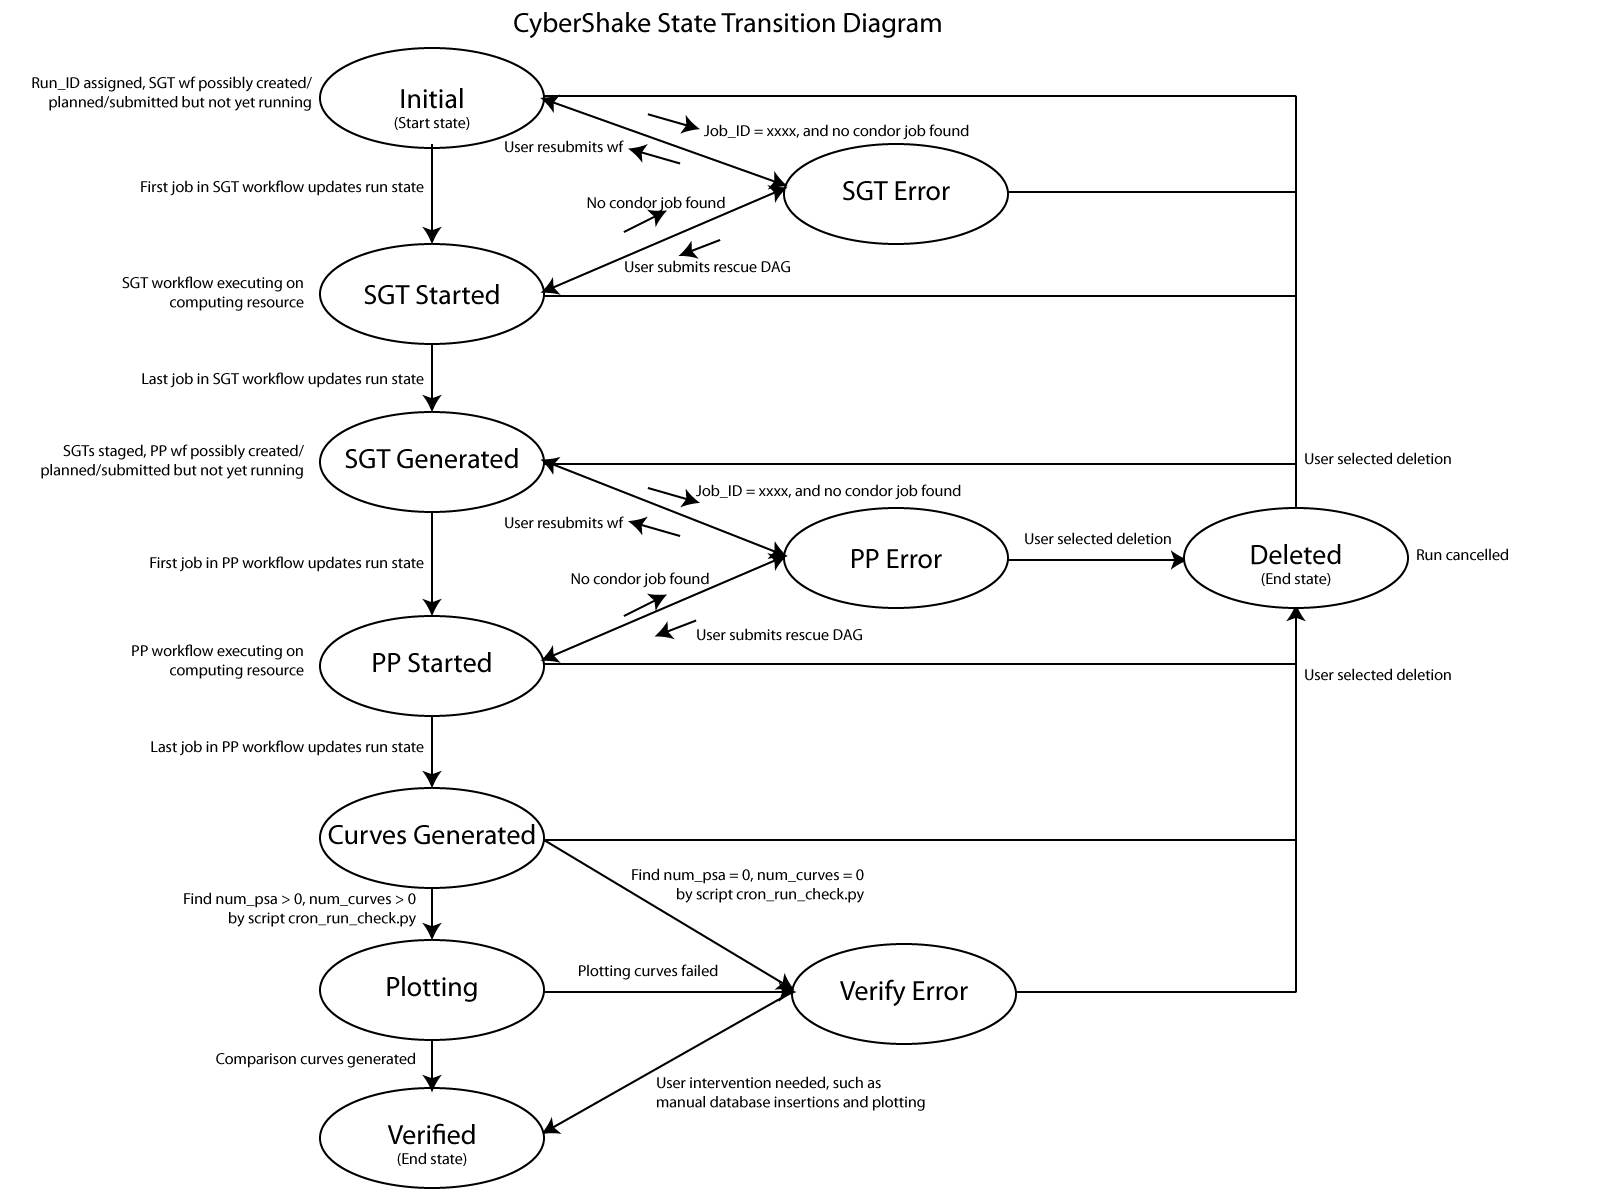 CyberShake State Transition Diagram
Run_ID assigned, SGT wf possibly created/
planned/submitted but not yet running
Initial
(Start state)
Job_ID = xxxx, and no condor job found
User resubmits wf
First job in SGT workflow updates run state
SGT Error
No condor job found
User submits rescue DAG
SGT workflow executing on
computing resource
SGT Started
Last job in SGT workflow updates run state
SGTs staged, PP wf possibly created/
planned/submitted but not yet running
SGT Generated
User selected deletion
Job_ID = xxxx, and no condor job found
User resubmits wf
First job in PP workflow updates run state
PP Error
User selected deletion
Deleted
(End state)
Run cancelled
No condor job found
User submits rescue DAG
PP workflow executing on
computing resource
PP Started
User selected deletion
Last job in PP workflow updates run state
Curves Generated
Find num_psa = 0, num_curves = 0
by script cron_run_check.py
Find num_psa > 0, num_curves > 0
by script cron_run_check.py
Plotting
Plotting curves failed
Verify Error
Comparison curves generated
User intervention needed, such as
manual database insertions and plotting
Verified
(End state)